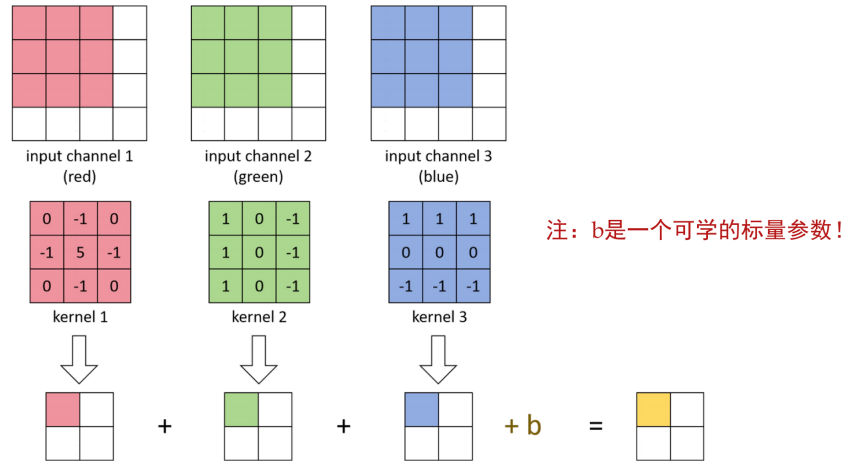 input channel 1
(red)
input channel 2
(green)
input channel 3
(blue)
0 -1 0
-1 5 -1
0 -1 0
kernel 1
1 0 -1
1 0 -1
1 0 -1
kernel 2
1 1 1
0 0 0
-1 -1 -1
kernel 3
注：b是一个可学的标量参数！
+ + + b =